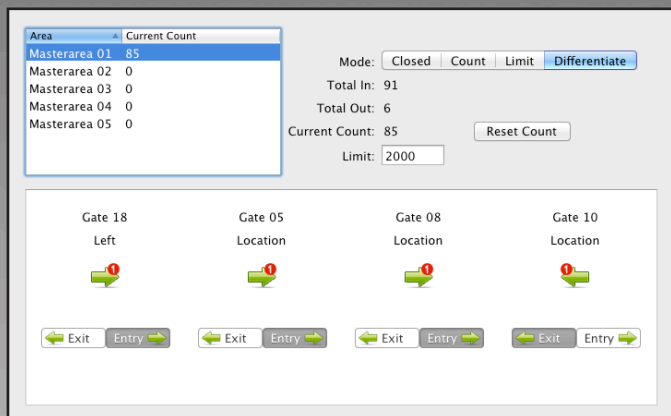 Area Current Count
Masterarea 01 85
Masterarea 02 0
Masterarea 03 0
Masterarea 04 0
Masterarea 05 0
Mode: Closed Count Limit Differentiate
Total In: 91
Total Out: 6
Current Count: 85 Reset Count
Limit: 2000
Gate 18 Gate 05 Gate 08 Gate 10
Left Location Location Location
1 1 1 1
Exit Entry Exit Entry Exit Entry Exit Entry